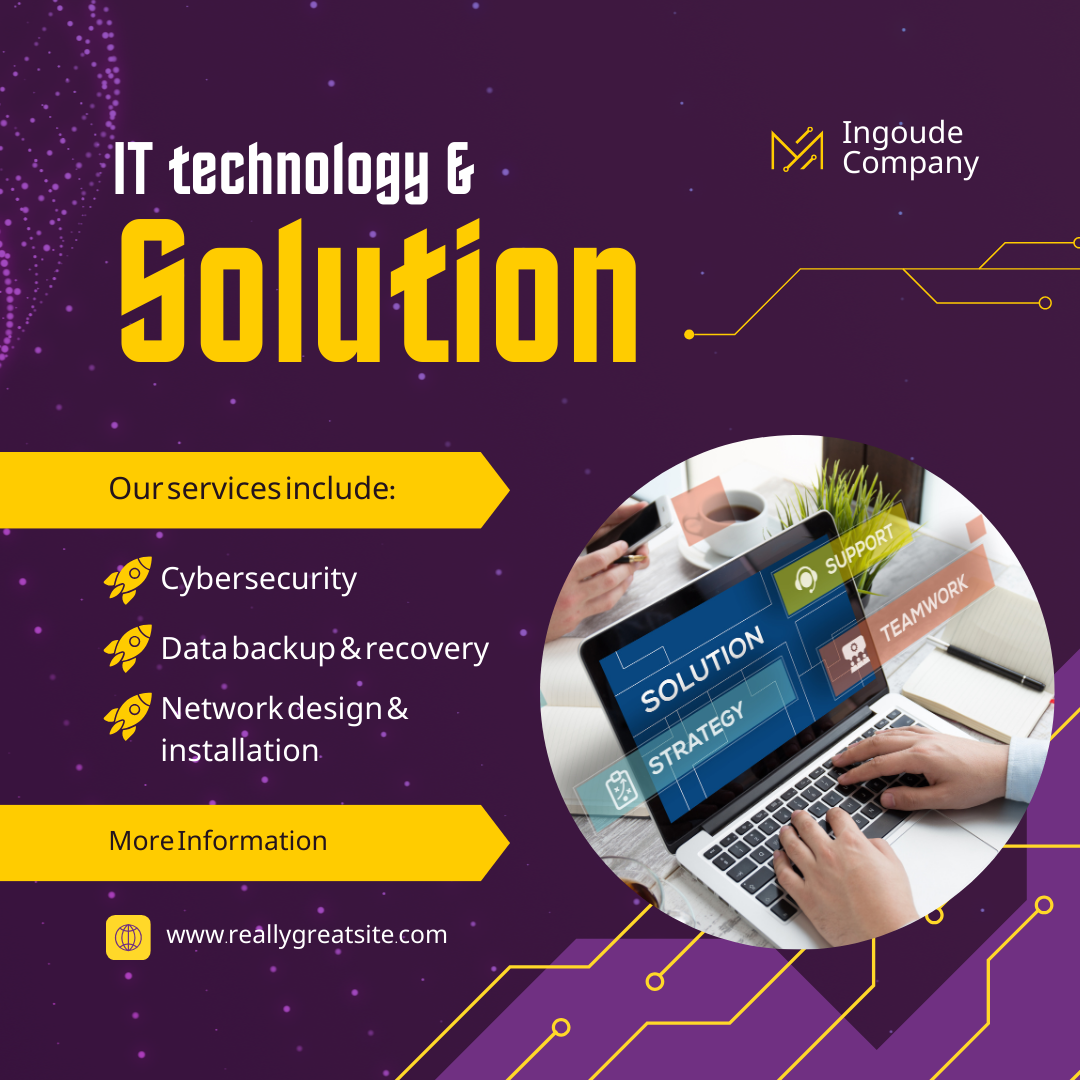 Ingoude
Company
IT technology &
Solution
Our services include:
Cybersecurity
Data backup & recovery
Network design &
installation
More Information
www.reallygreatsite.com
SUPPORT
TEAMWORK
SOLUTION
STRATEGY